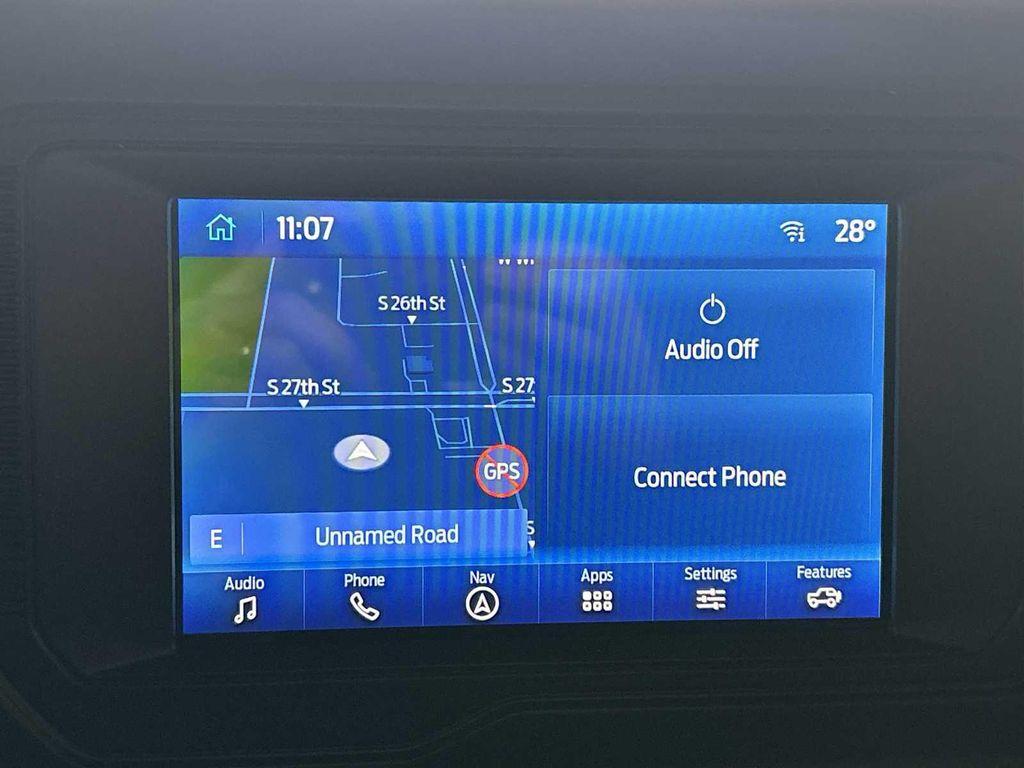 11:07
28°
S 26th St
S 27th St
S 27
GPS
E
Unnamed Road
S
Audio Off
Connect Phone
Audio
Phone
Nav
Apps
Settings
Features